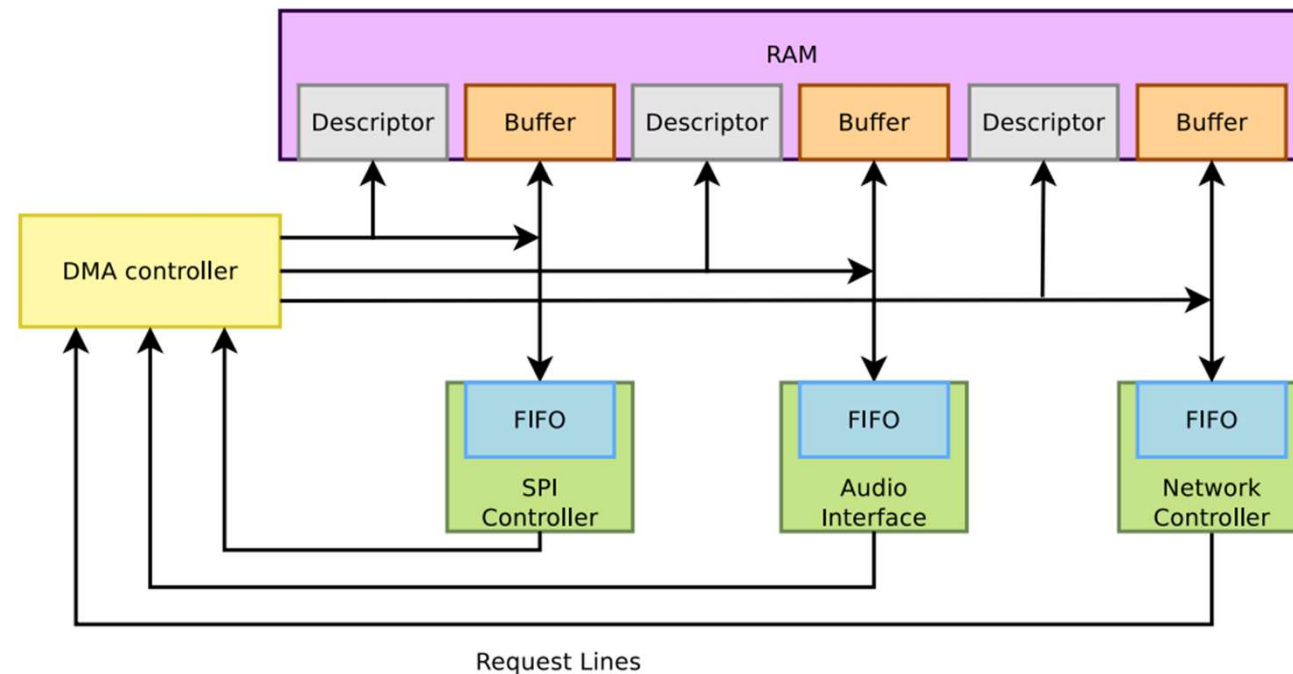 RAM
Descriptor
Buffer
Descriptor
Buffer
Descriptor
Buffer
DMA controller
FIFO
FIFO
FIFO
SPI
Controller
Audio
Interface
Network
Controller
Request Lines